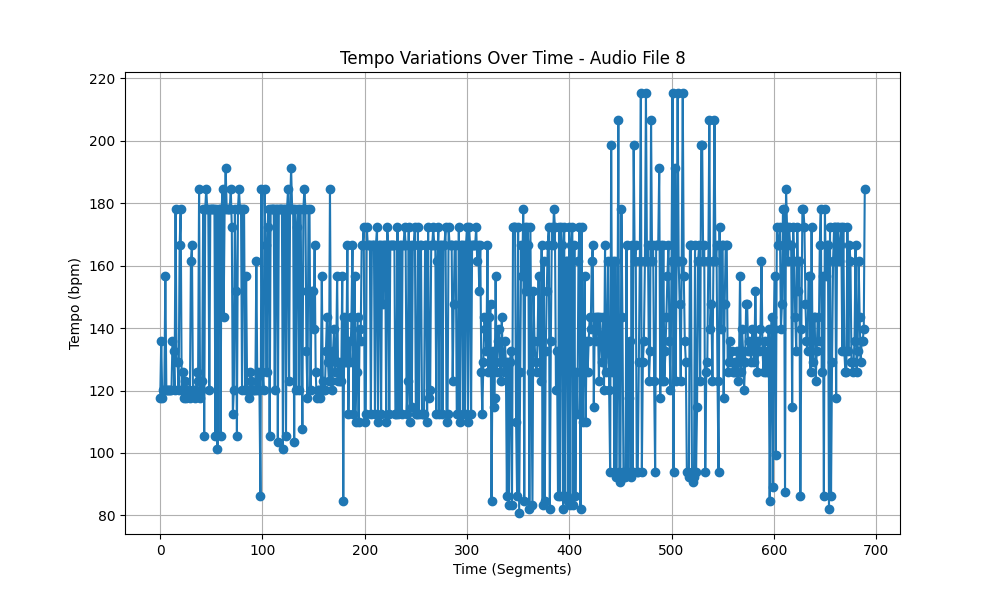 Tempo Variations Over Time - Audio File 8
220
200
180
160
140
120
100
80
Tempo (bpm)
0 100 200 300 400 500 600 700
Time (Segments)